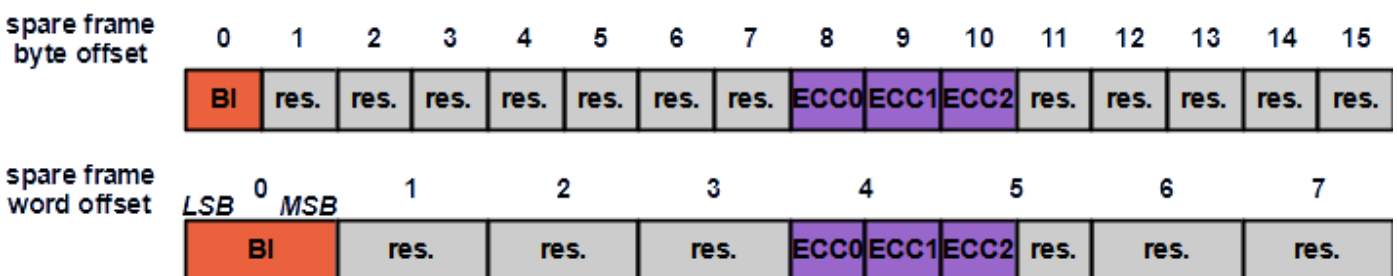 spare frame
byte offset
0 1 2 3 4 5 6 7 8 9 10 11 12 13 14 15
BI res. res. res. res. res. res. res. ECC0 ECC1 ECC2 res. res. res. res. res.
spare frame
word offset
LSB 0 MSB 1 2 3 4 5 6 7
BI res. res. res. ECC0 ECC1 ECC2 res. res. res.